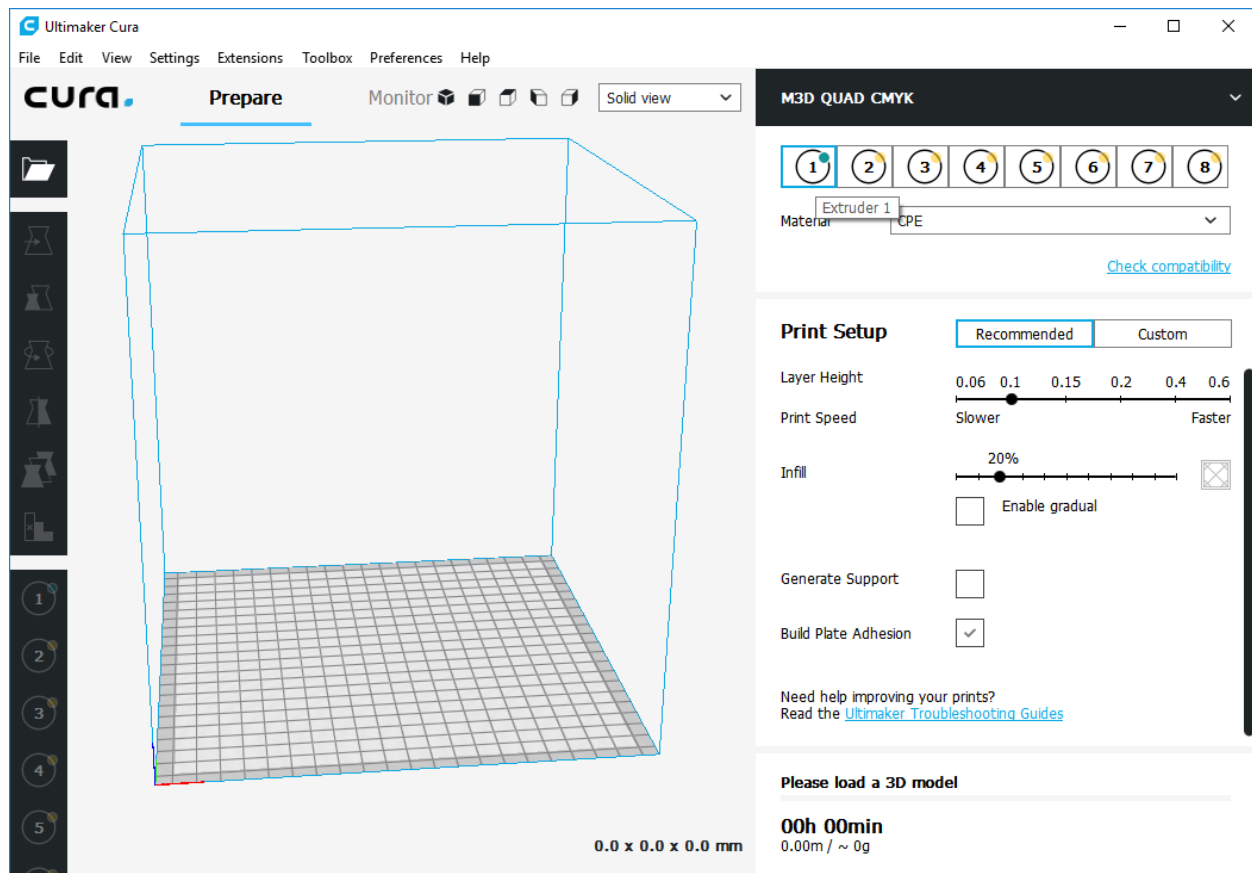 Ultimaker Cura
File Edit View Settings Extensions Toolbox Preferences Help
cura.
Prepare
Monitor
Solid view
M3D QUAD CMYK
1 2 3 4 5 6 7 8
Extruder 1
Material
CPE
Check compatibility
Print Setup
Recommended
Custom
Layer Height
0.06 0.1 0.15 0.2 0.4 0.6
Print Speed
Slower
Faster
Infill
20%
Enable gradual
Generate Support
Build Plate Adhesion
Need help improving your prints?
Read the Ultimaker Troubleshooting Guides
Please load a 3D model
00h 00min
0.00m / ~ 0g
1
2
3
4
5
0.0 x 0.0 x 0.0 mm